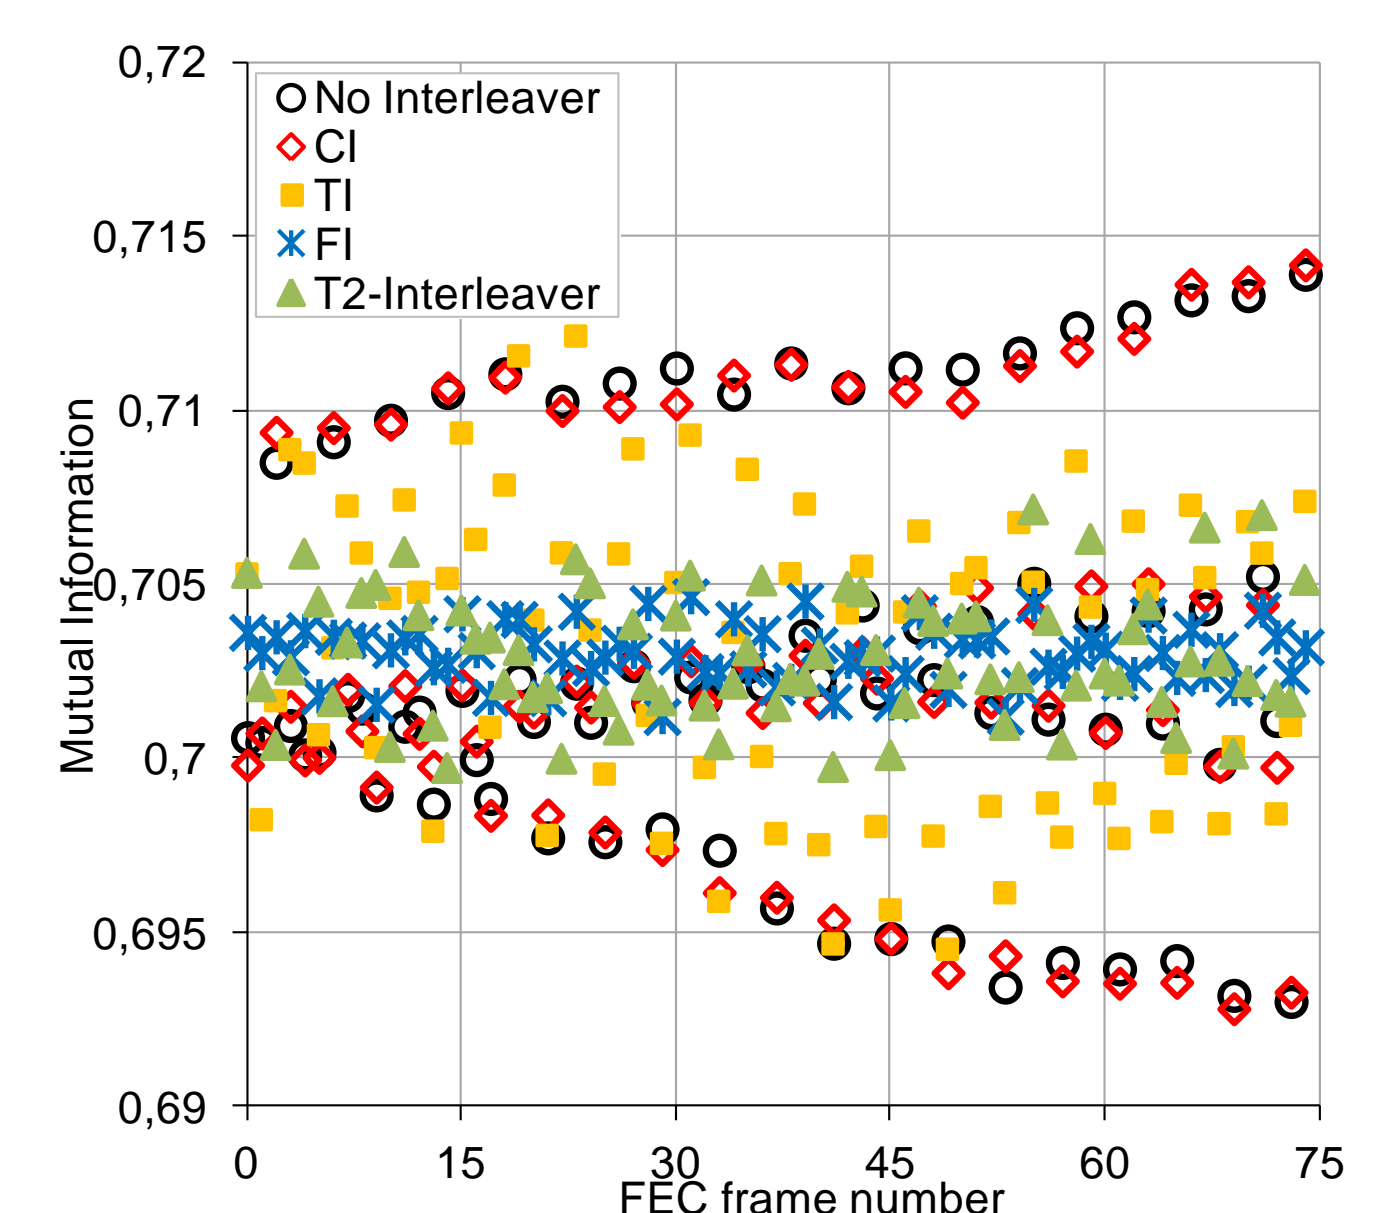 0,72
No Interleaver
CI
TI
FI
T2-Interleaver
0,715
0,71
0,705
0,7
0,695
0,69
Mutual Information
0 15 30 45 60 75
FEC frame number